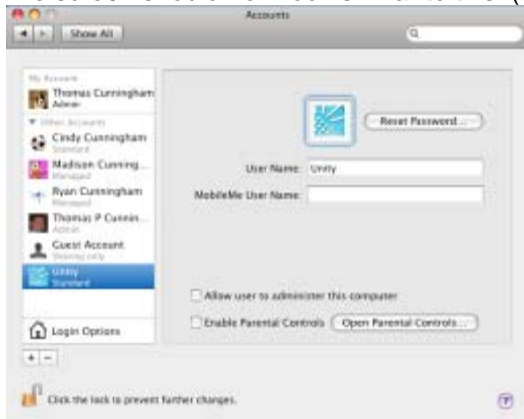 Accounts
Show All
My Account
Thomas Cunningham
Admin
Other Accounts
Cindy Cunningham
Standard
Madison Cunning...
Managed
Ryan Cunningham
Managed
Thomas P Cunnin...
Admin
Guest Account
Sharing only
Unity
Standard
Login Options
+ -
Reset Password...
User Name: Unity
MobileMe User Name:
Allow user to administer this computer
Enable Parental Controls Open Parental Controls...
Click the lock to prevent further changes.
?